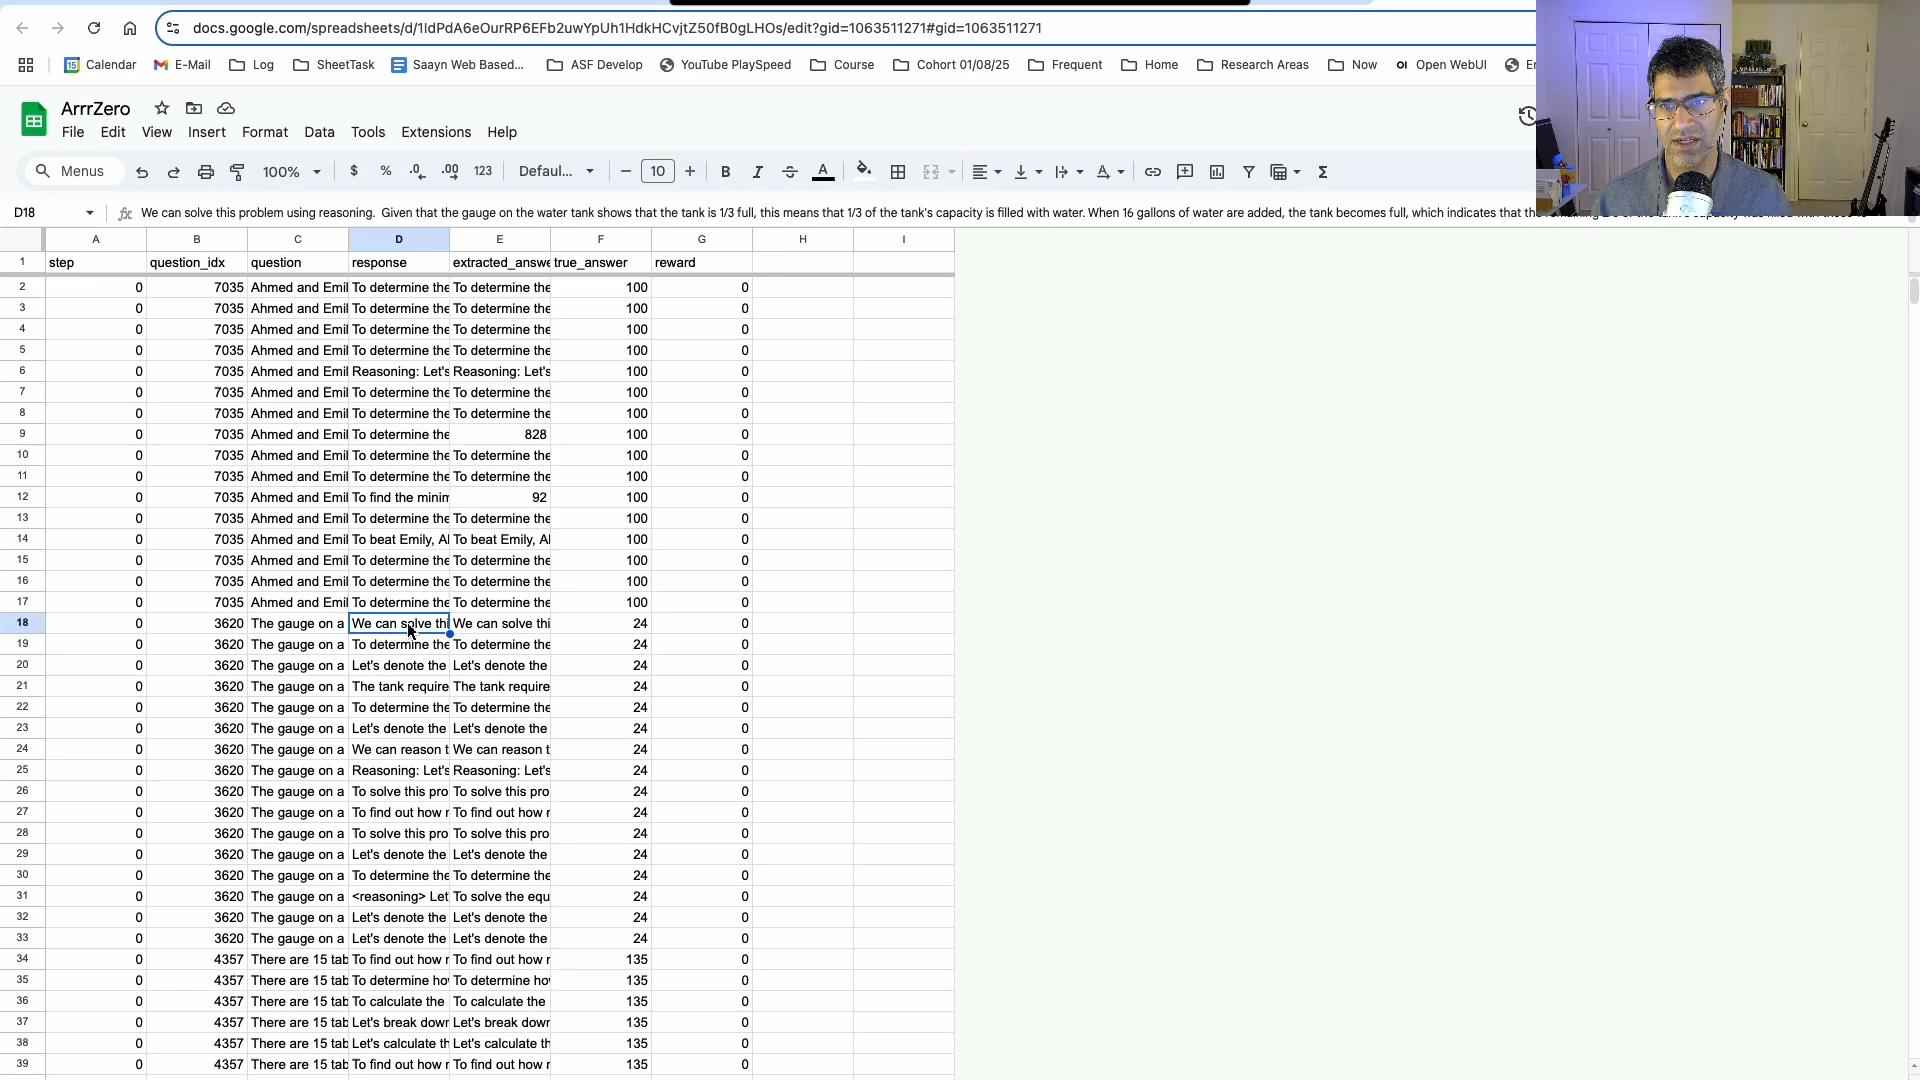 docs.google.com/spreadsheets/d/1IdPdA6eOurRP6EFb2uwYpUh1HdkHCvjtZ50fB0gLHOs/edit?gid=1063511271#gid=1063511271
Calendar E-Mail Log SheetTask Saayn Web Based... ASF Develop YouTube PlaySpeed Course Cohort 01/08/25 Frequent Home Research Areas Now Open WebUI
ArrrZero
File Edit View Insert Format Data Tools Extensions Help
Menus 100% $ % .0 .00 123 Defaul... 10 B I A
D18 fx We can solve this problem using reasoning. Given that the gauge on the water tank shows that the tank is 1/3 full, this means that 1/3 of the tank's capacity is filled with water. When 16 gallons of water are added, the tank becomes full, which indicates that the
A B C D E F G H I
1 step question_idx question response extracted_answe true_answer reward
2 0 7035 Ahmed and Emil To determine the To determine the 100 0
3 0 7035 Ahmed and Emil To determine the To determine the 100 0
4 0 7035 Ahmed and Emil To determine the To determine the 100 0
5 0 7035 Ahmed and Emil To determine the To determine the 100 0
6 0 7035 Ahmed and Emil Reasoning: Let's Reasoning: Let's 100 0
7 0 7035 Ahmed and Emil To determine the To determine the 100 0
8 0 7035 Ahmed and Emil To determine the To determine the 100 0
9 0 7035 Ahmed and Emil To determine the 828 100 0
10 0 7035 Ahmed and Emil To determine the To determine the 100 0
11 0 7035 Ahmed and Emil To determine the To determine the 100 0
12 0 7035 Ahmed and Emil To find the minim 92 100 0
13 0 7035 Ahmed and Emil To determine the To determine the 100 0
14 0 7035 Ahmed and Emil To beat Emily, Al To beat Emily, Al 100 0
15 0 7035 Ahmed and Emil To determine the To determine the 100 0
16 0 7035 Ahmed and Emil To determine the To determine the 100 0
17 0 7035 Ahmed and Emil To determine the To determine the 100 0
18 0 3620 The gauge on a We can solve thi We can solve thi 24 0
19 0 3620 The gauge on a To determine the To determine the 24 0
20 0 3620 The gauge on a Let's denote the Let's denote the 24 0
21 0 3620 The gauge on a The tank require The tank require 24 0
22 0 3620 The gauge on a To determine the To determine the 24 0
23 0 3620 The gauge on a Let's denote the Let's denote the 24 0
24 0 3620 The gauge on a We can reason t We can reason t 24 0
25 0 3620 The gauge on a Reasoning: Let's Reasoning: Let's 24 0
26 0 3620 The gauge on a To solve this pro To solve this pro 24 0
27 0 3620 The gauge on a To find out how r To find out how r 24 0
28 0 3620 The gauge on a To solve this pro To solve this pro 24 0
29 0 3620 The gauge on a Let's denote the Let's denote the 24 0
30 0 3620 The gauge on a To determine the To determine the 24 0
31 0 3620 The gauge on a <reasoning> Let To solve the equ 24 0
32 0 3620 The gauge on a Let's denote the Let's denote the 24 0
33 0 3620 The gauge on a Let's denote the Let's denote the 24 0
34 0 4357 There are 15 tab To find out how r To find out how r 135 0
35 0 4357 There are 15 tab To determine how To determine how 135 0
36 0 4357 There are 15 tab To calculate the To calculate the 135 0
37 0 4357 There are 15 tab Let's break down Let's break down 135 0
38 0 4357 There are 15 tab Let's calculate th Let's calculate th 135 0
39 0 4357 There are 15 tab To find out how r To find out how r 135 0